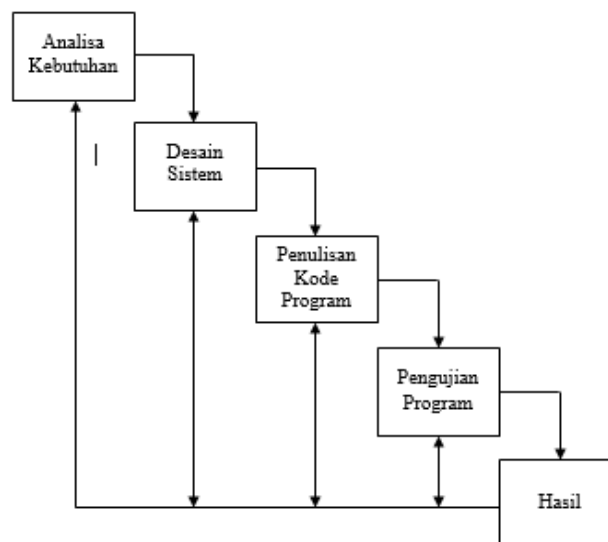 Analisa
Kebutuhan
Desain
Sistem
Penulisan
Kode
Program
Pengujian
Program
Hasil